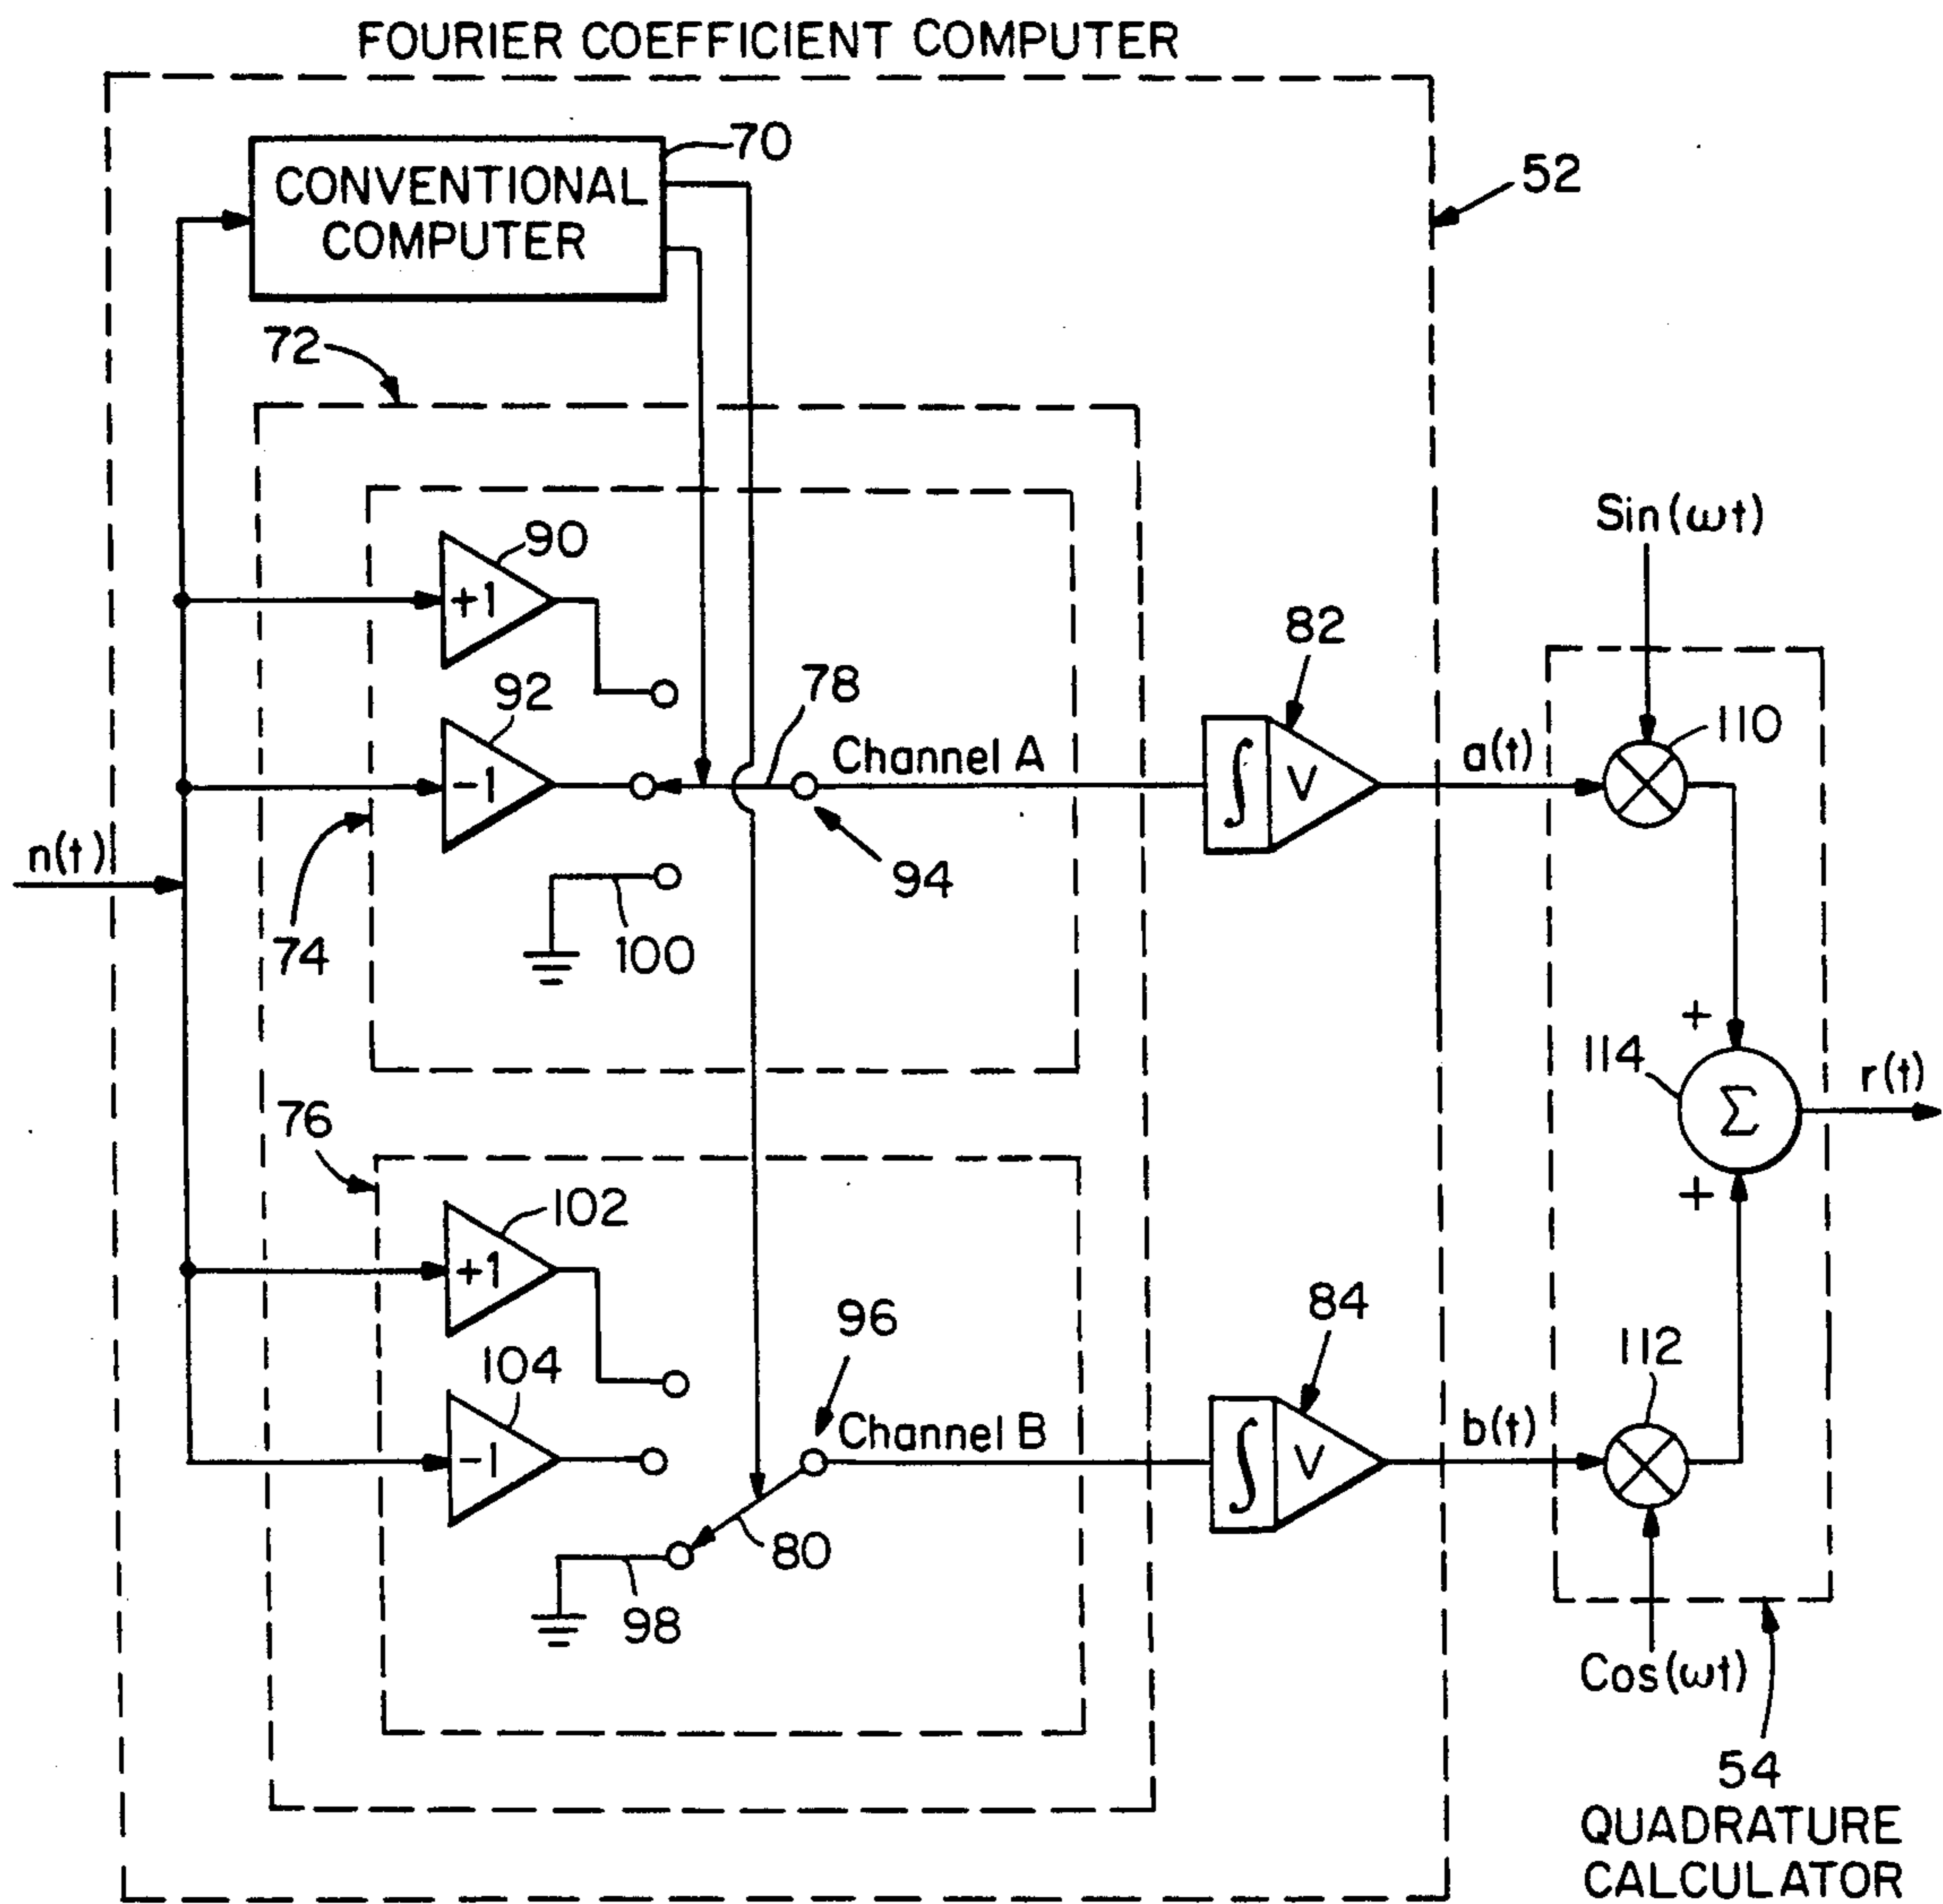 FOURIER COEFFICIENT COMPUTER
70
CONVENTIONAL
COMPUTER
52
72
90
+1
Sin(ωt)
92
-1
78
82
Channel A
∫ V
a(t)
110
n(t)
94
74
100
+
114
Σ
r(t)
76
+
102
+1
96
84
104
-1
112
Channel B
∫ V
b(t)
80
98
Cos(ωt)
54
QUADRATURE
CALCULATOR